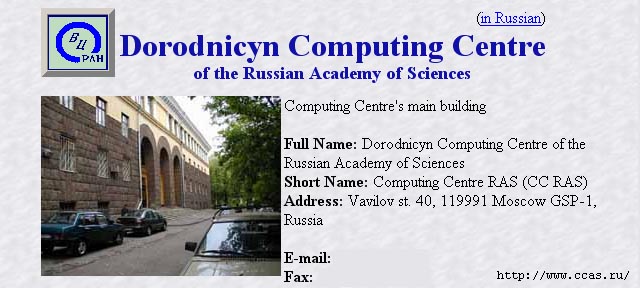 (in Russian)
ВЦ
РАН
Dorodnicyn Computing Centre
of the Russian Academy of Sciences
Computing Centre's main building
Full Name: Dorodnicyn Computing Centre of the
Russian Academy of Sciences
Short Name: Computing Centre RAS (CC RAS)
Address: Vavilov st. 40, 119991 Moscow GSP-1,
Russia
E-mail:
Fax:
http://www.ccas.ru/